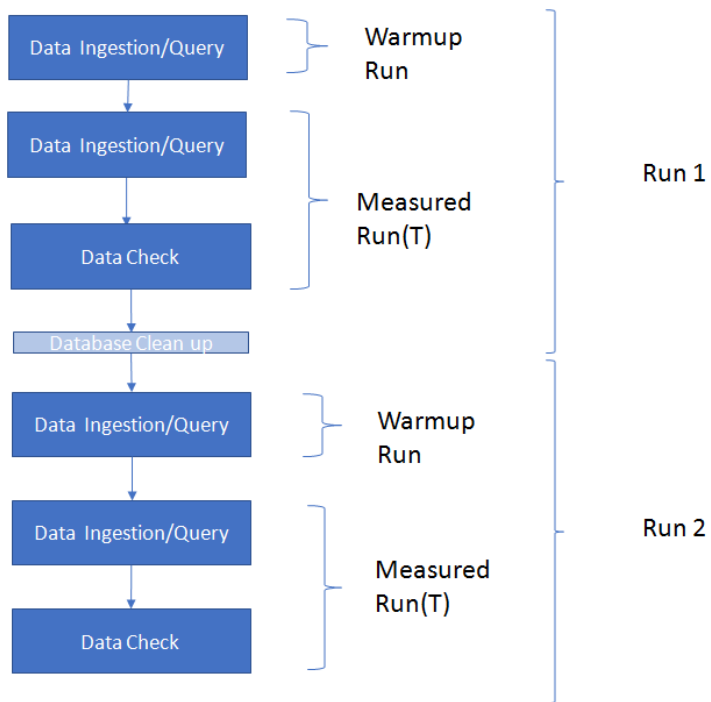 Data Ingestion/Query
Warmup
Run
Data Ingestion/Query
Measured
Run(T)
Run 1
Data Check
Database Clean up
Data Ingestion/Query
Warmup
Run
Data Ingestion/Query
Measured
Run(T)
Run 2
Data Check